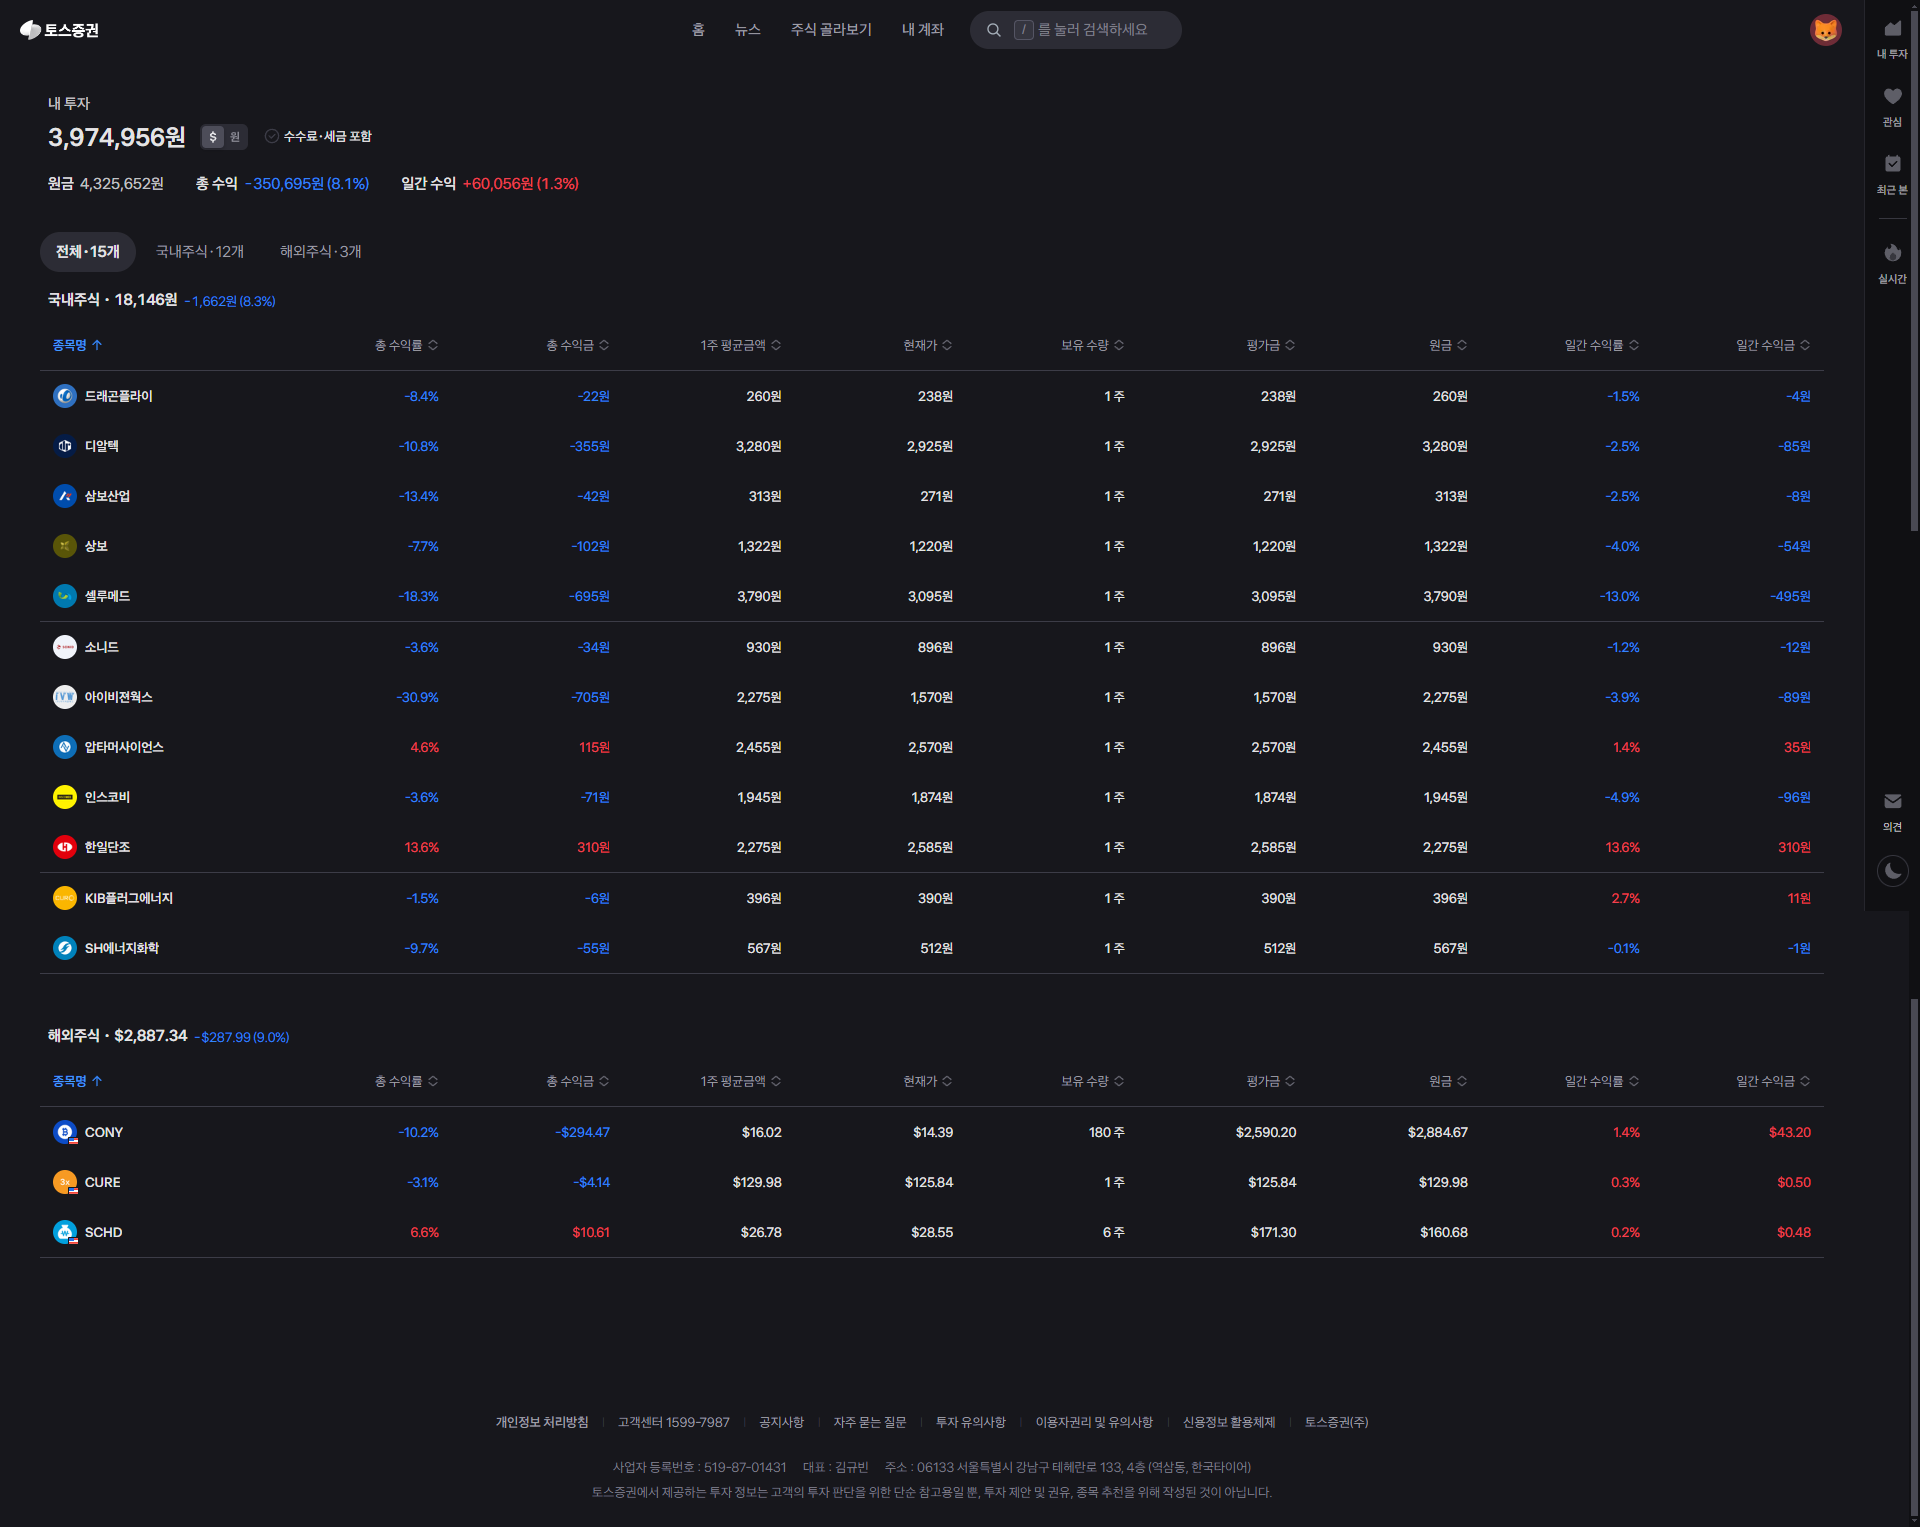 토스증권
홈 뉴스 주식 골라보기 내 계좌 / 를 눌러 검색하세요
내 투자
관심
최근 본
실시간
의견
내 투자
3,974,956원 $ 원 수수료·세금 포함
원금 4,325,652원 총 수익 -350,695원 (8.1%) 일간 수익 +60,056원 (1.3%)
전체·15개 국내주식·12개 해외주식·3개
국내주식 · 18,146원 -1,662원 (8.3%)
종목명 총 수익률 총 수익금 1주 평균금액 현재가 보유 수량 평가금 원금 일간 수익률 일간 수익금
드래곤플라이 -8.4% -22원 260원 238원 1 주 238원 260원 -1.5% -4원
디알텍 -10.8% -355원 3,280원 2,925원 1 주 2,925원 3,280원 -2.5% -85원
삼보산업 -13.4% -42원 313원 271원 1 주 271원 313원 -2.5% -8원
상보 -7.7% -102원 1,322원 1,220원 1 주 1,220원 1,322원 -4.0% -54원
셀루메드 -18.3% -695원 3,790원 3,095원 1 주 3,095원 3,790원 -13.0% -495원
소니드 -3.6% -34원 930원 896원 1 주 896원 930원 -1.2% -12원
IVW 아이비젼웍스 -30.9% -705원 2,275원 1,570원 1 주 1,570원 2,275원 -3.9% -89원
압타머사이언스 4.6% 115원 2,455원 2,570원 1 주 2,570원 2,455원 1.4% 35원
인스코비 -3.6% -71원 1,945원 1,874원 1 주 1,874원 1,945원 -4.9% -96원
한일단조 13.6% 310원 2,275원 2,585원 1 주 2,585원 2,275원 13.6% 310원
KIB플러그에너지 -1.5% -6원 396원 390원 1 주 390원 396원 2.7% 11원
SH에너지화학 -9.7% -55원 567원 512원 1 주 512원 567원 -0.1% -1원
해외주식 · $2,887.34 -$287.99 (9.0%)
종목명 총 수익률 총 수익금 1주 평균금액 현재가 보유 수량 평가금 원금 일간 수익률 일간 수익금
CONY -10.2% -$294.47 $16.02 $14.39 180 주 $2,590.20 $2,884.67 1.4% $43.20
3x CURE -3.1% -$4.14 $129.98 $125.84 1 주 $125.84 $129.98 0.3% $0.50
SCHD 6.6% $10.61 $26.78 $28.55 6 주 $171.30 $160.68 0.2% $0.48
개인정보 처리방침 고객센터 1599-7987 공지사항 자주 묻는 질문 투자 유의사항 이용자권리 및 유의사항 신용정보 활용체제 토스증권(주)
사업자 등록번호 : 519-87-01431 대표 : 김규빈 주소 : 06133 서울특별시 강남구 테헤란로 133, 4층 (역삼동, 한국타이어)
토스증권에서 제공하는 투자 정보는 고객의 투자 판단을 위한 단순 참고용일 뿐, 투자 제안 및 권유, 종목 추천을 위해 작성된 것이 아닙니다.